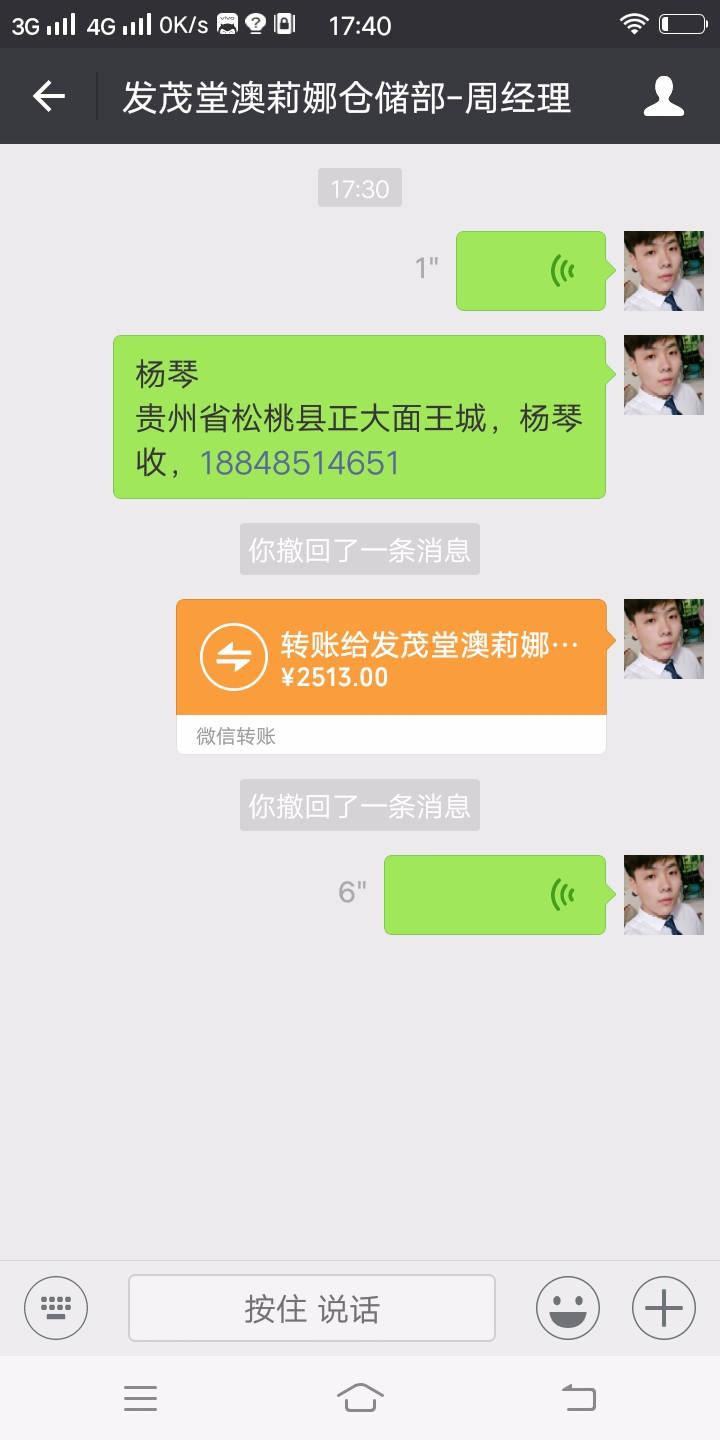 3G 4G 0K/s 17:40
发茂堂澳莉娜仓储部-周经理
17:30
1"
杨琴
贵州省松桃县正大面王城，杨琴
收，18848514651
你撤回了一条消息
转账给发茂堂澳莉娜…
¥2513.00
微信转账
你撤回了一条消息
6"
按住 说话